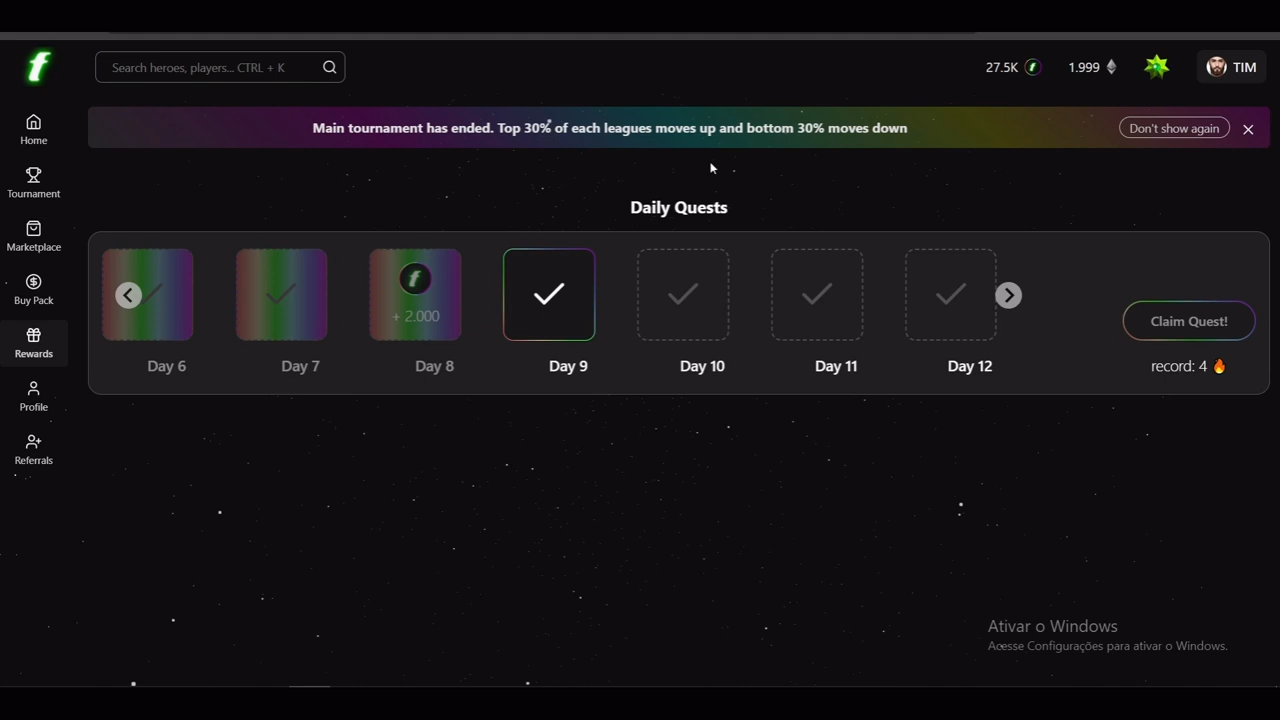 Search heroes, players... CTRL + K
27.5K
1.999
TIM
Home
Tournament
Marketplace
Buy Pack
Rewards
Profile
Referrals
Main tournament has ended. Top 30% of each leagues moves up and bottom 30% moves down
Don't show again
Daily Quests
+ 2.000
Day 6
Day 7
Day 8
Day 9
Day 10
Day 11
Day 12
Claim Quest!
record: 4 🔥
Ativar o Windows
Acesse Configurações para ativar o Windows.